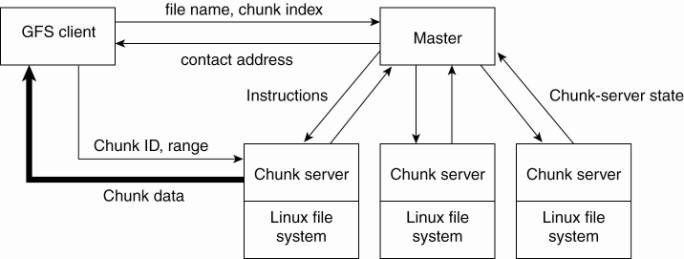 file name, chunk index
GFS client
Master
contact address
Instructions
Chunk-server state
Chunk ID, range
Chunk server
Chunk server
Chunk server
Chunk data
Linux file
system
Linux file
system
Linux file
system